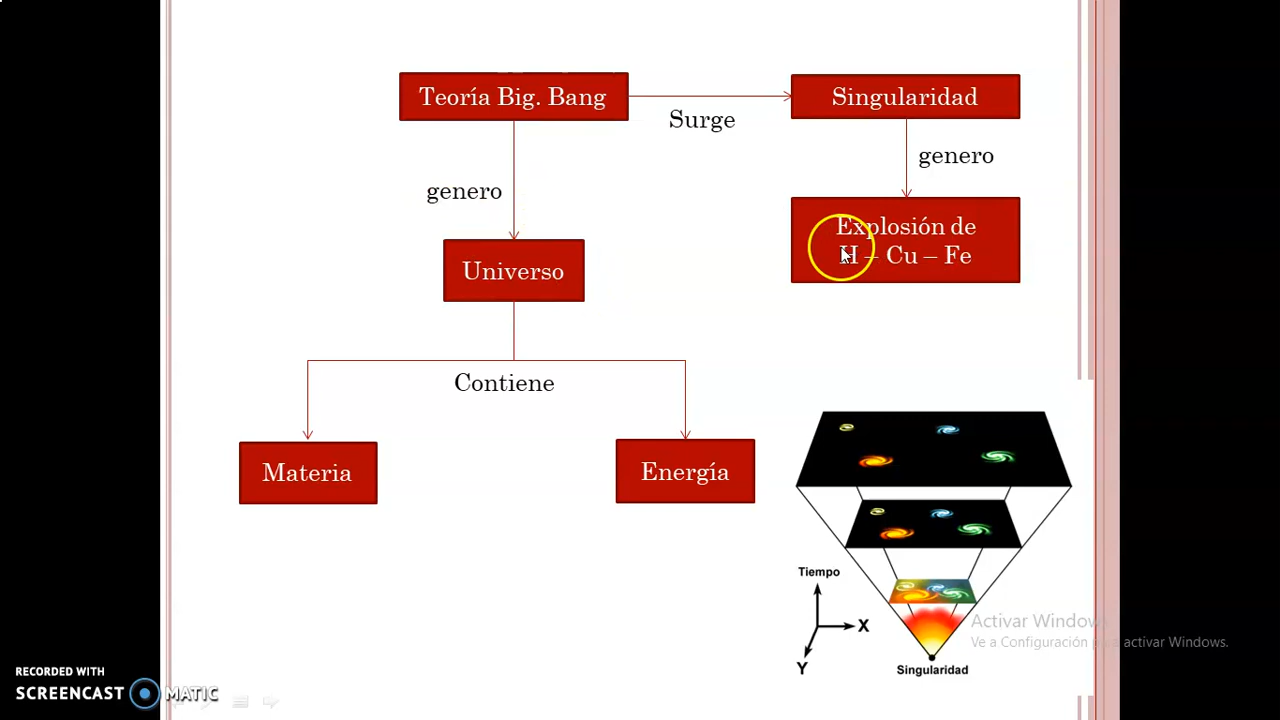 Teoría Big. Bang
Surge
Singularidad
genero
genero
Explosión de
H – Cu – Fe
Universo
Contiene
Materia
Energía
Tiempo
X
Y
Singularidad
Activar Windows
Ve a Configuración para activar Windows.
RECORDED WITH
SCREENCAST MATIC